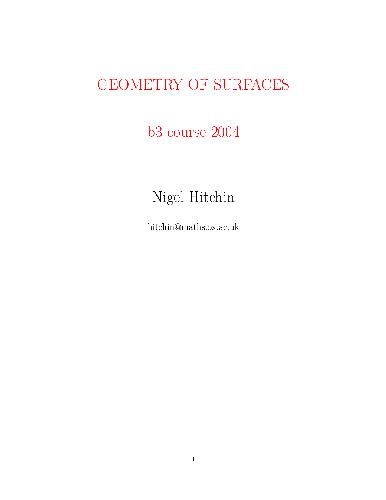 GEOMETRY OF SURFACES
b3 course 2004
Nigel Hitchin
hitchin@maths.ox.ac.uk
1